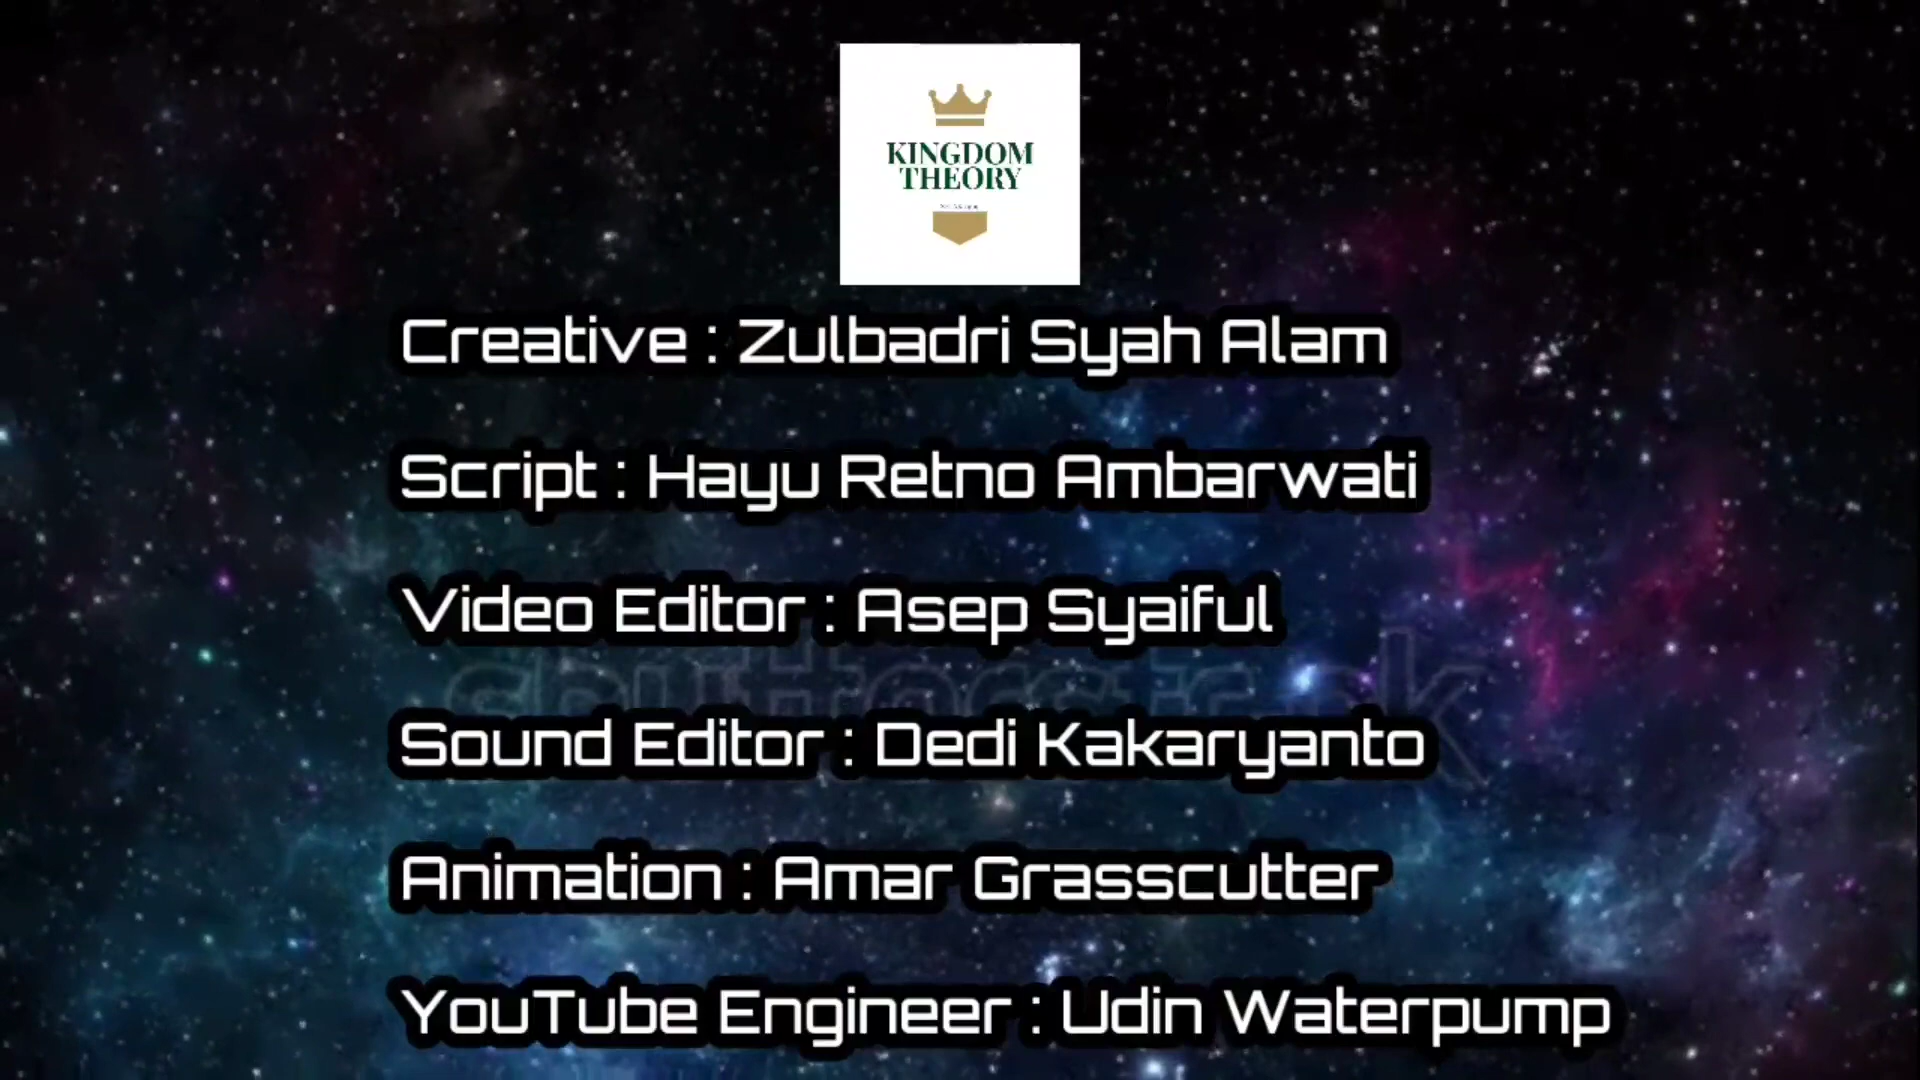 KINGDOM
THEORY
Creative : Zulbadri Syah Alam
Script : Hayu Retno Ambarwati
Video Editor : Asep Syaiful
shutterstock
Sound Editor : Dedi Kakaryanto
Animation : Amar Grasscutter
YouTube Engineer : Udin Waterpump